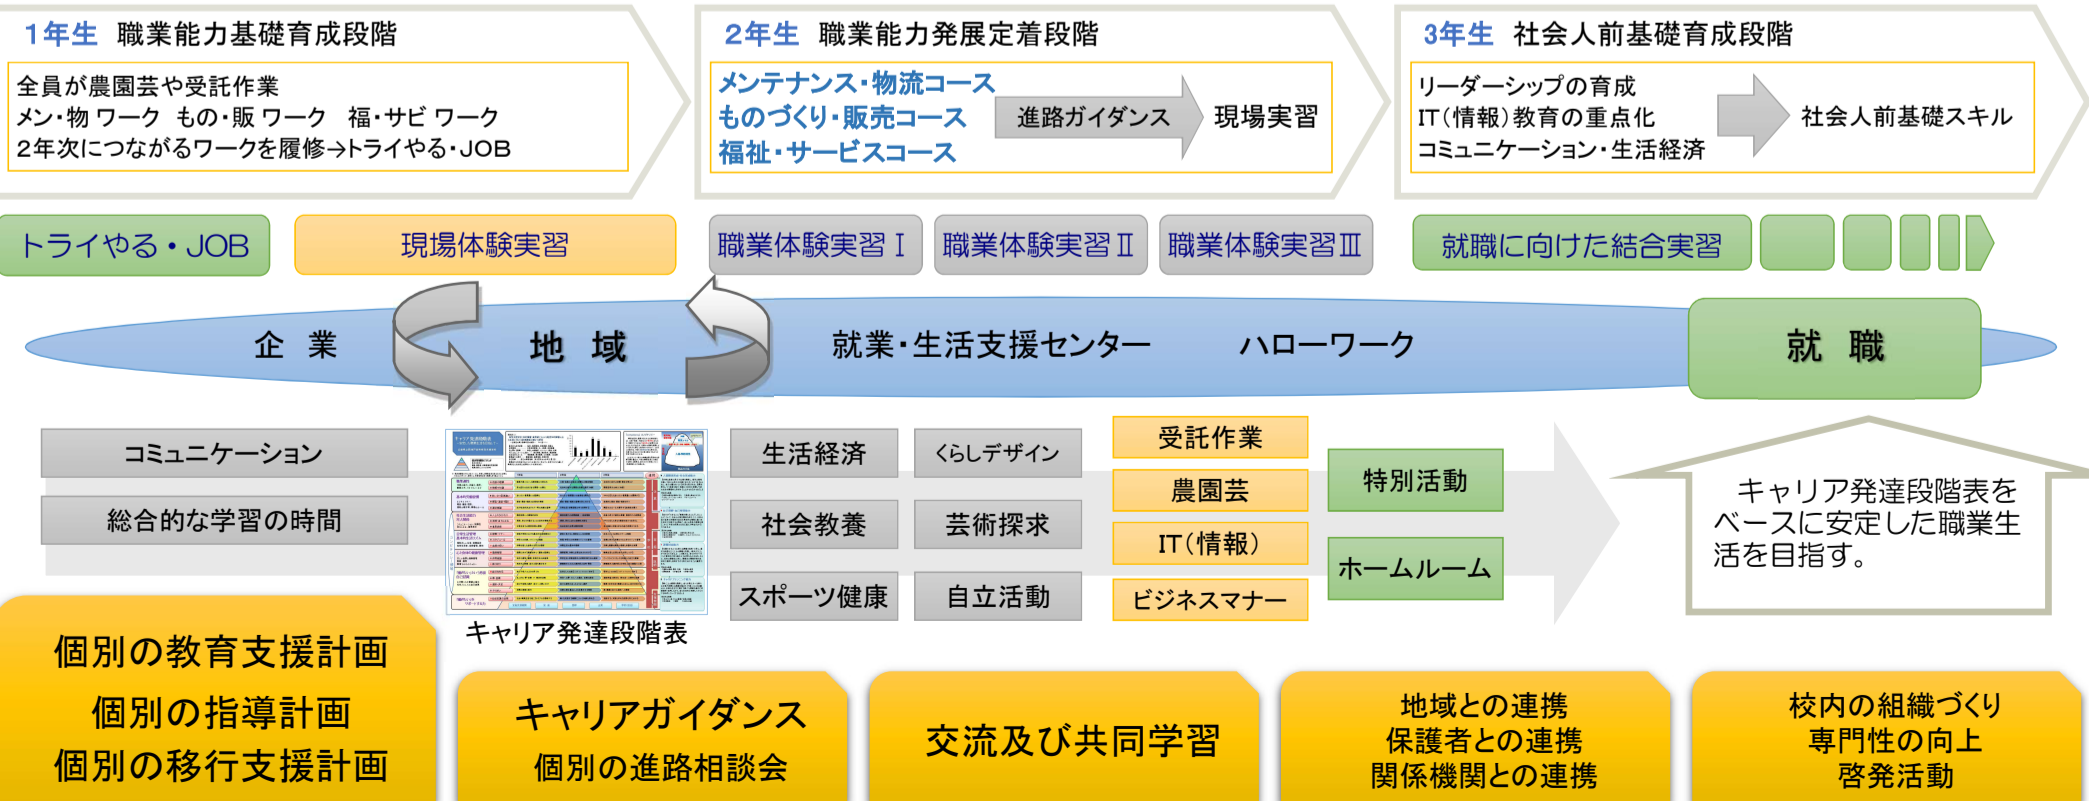 1年生 職業能力基礎育成段階
全員が農園芸や受託作業
メン・物 ワーク もの・販 ワーク 福・サビ ワーク
2年次につながるワークを履修→トライやる・JOB
2年生 職業能力発展定着段階
メンテナンス・物流コース
ものづくり・販売コース
福祉・サービスコース
進路ガイダンス
現場実習
3年生 社会人前基礎育成段階
リーダーシップの育成
IT(情報)教育の重点化
コミュニケーション・生活経済
社会人前基礎スキル
トライやる・JOB
現場体験実習
職業体験実習Ⅰ
職業体験実習Ⅱ
職業体験実習Ⅲ
就職に向けた結合実習
企 業
地 域
就業・生活支援センター
ハローワーク
就 職
コミュニケーション
総合的な学習の時間
キャリア発達段階表
生活経済
くらしデザイン
社会教養
芸術探求
スポーツ健康
自立活動
受託作業
農園芸
IT(情報)
ビジネスマナー
特別活動
ホームルーム
キャリア発達段階表を
ベースに安定した職業生
活を目指す。
個別の教育支援計画
個別の指導計画
個別の移行支援計画
キャリアガイダンス
個別の進路相談会
交流及び共同学習
地域との連携
保護者との連携
関係機関との連携
校内の組織づくり
専門性の向上
啓発活動